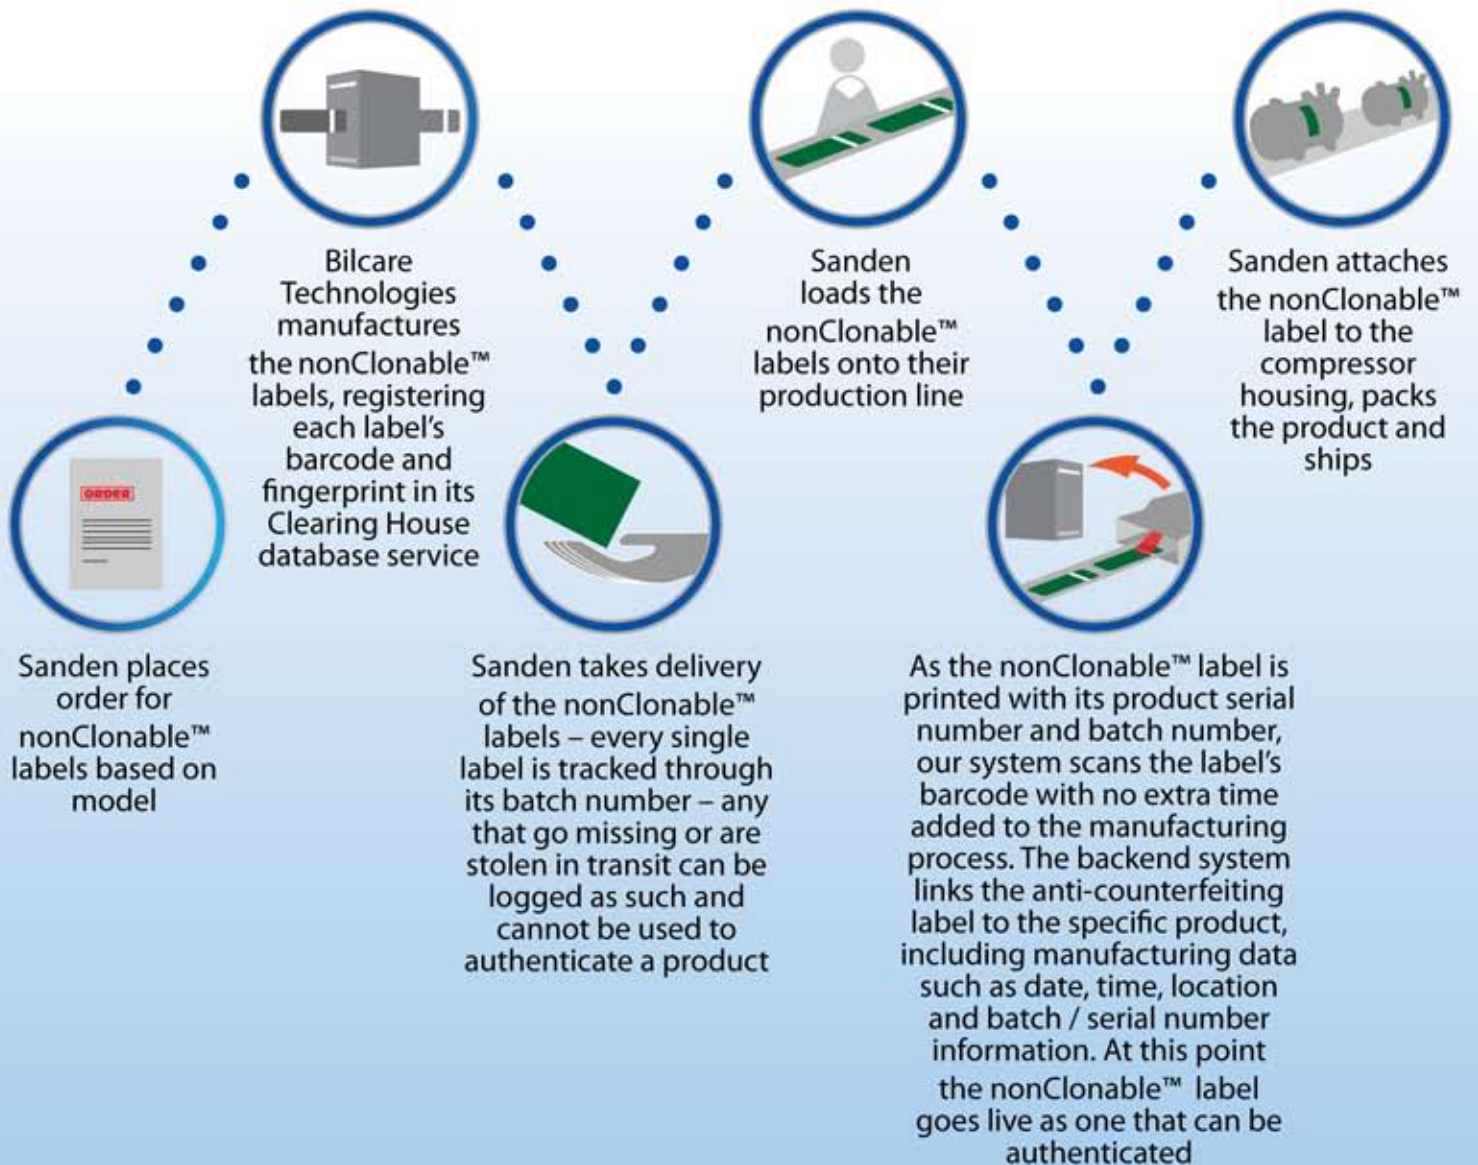 ORDER
Sanden places
order for
nonClonable™
labels based on
model
Bilcare
Technologies
manufactures
the nonClonable™
labels, registering
each label's
barcode and
fingerprint in its
Clearing House
database service
Sanden takes delivery
of the nonClonable™
labels – every single
label is tracked through
its batch number – any
that go missing or are
stolen in transit can be
logged as such and
cannot be used to
authenticate a product
Sanden
loads the
nonClonable™
labels onto their
production line
As the nonClonable™ label is
printed with its product serial
number and batch number,
our system scans the label's
barcode with no extra time
added to the manufacturing
process. The backend system
links the anti-counterfeiting
label to the specific product,
including manufacturing data
such as date, time, location
and batch / serial number
information. At this point
the nonClonable™ label
goes live as one that can be
authenticated
Sanden attaches
the nonClonable™
label to the
compressor
housing, packs
the product and
ships